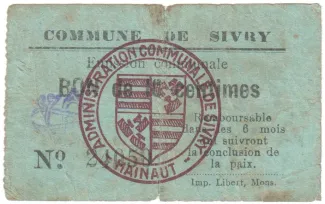 COMMUNE DE SIVRY
Emission communale
BON de centimes
ADMINISTRATION COMMUNALE DE SIVRY
HAINAUT
Remboursable
dans les 6 mois
qui suivront
la conclusion de
la paix.
No
Imp. Libert, Mons.